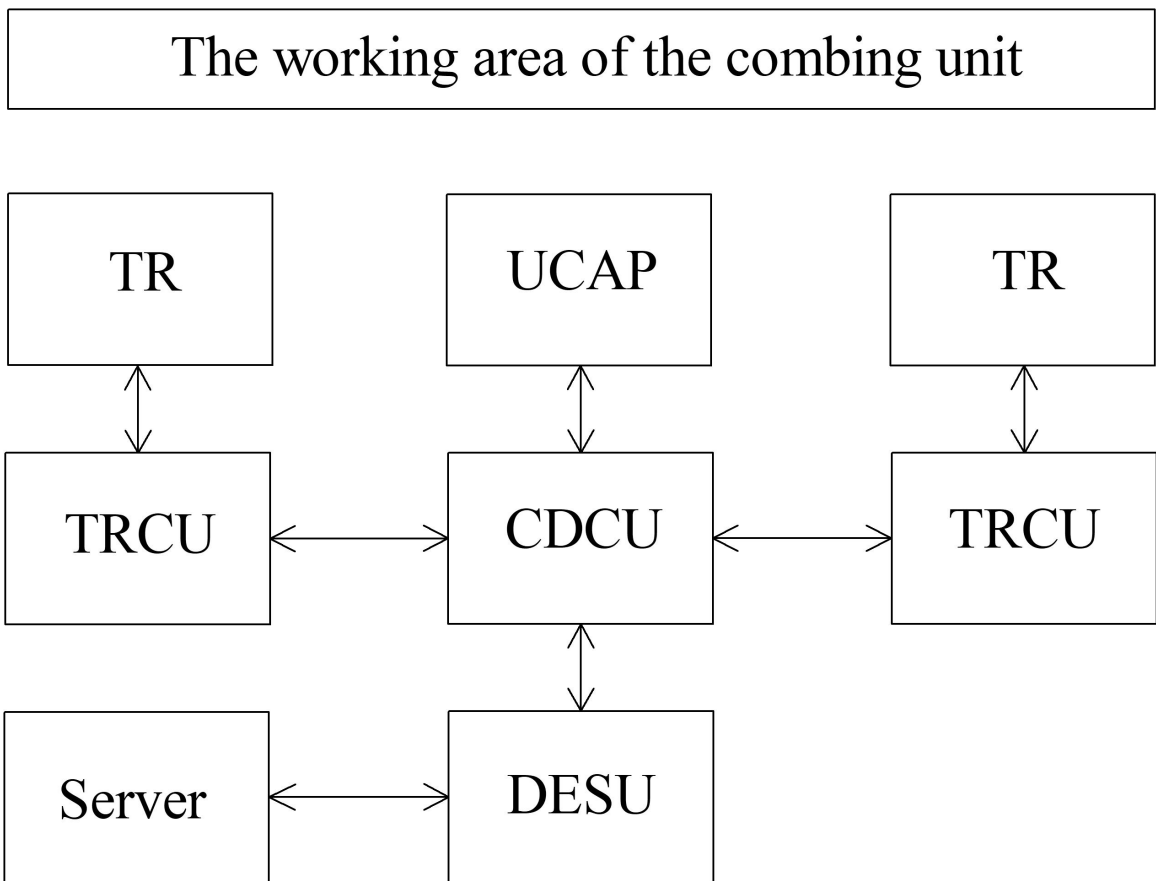 The working area of the combing unit
TR
UCAP
TR
TRCU
CDCU
TRCU
Server
DESU